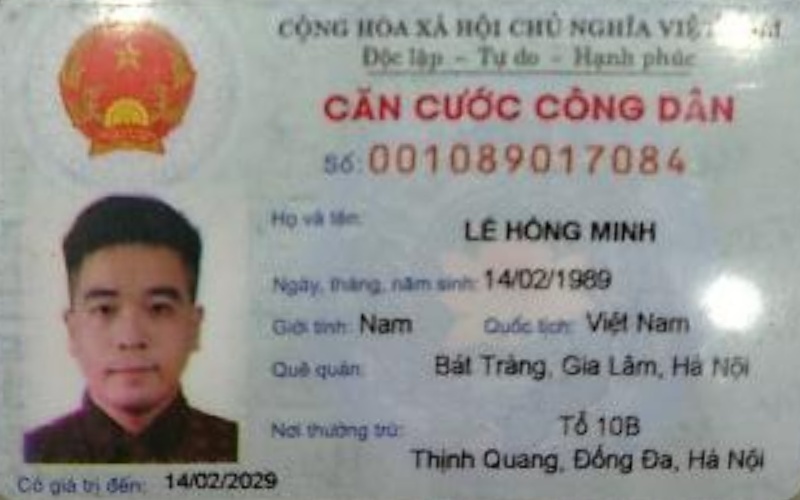 CỘNG HÒA XÃ HỘI CHỦ NGHĨA VIỆT
Độc lập - Tự do - Hạnh phúc
CĂN CƯỚC CÔNG DÂN
Số: 001089017084
Họ và tên: LÊ HỒNG MINH
Ngày, tháng, năm sinh: 14/02/1989
Giới tính: Nam Quốc tịch: Việt Nam
Quê quán: Bát Tràng, Gia Lâm, Hà Nội
Nơi thường trú: Tổ 10B
Thịnh Quang, Đống Đa, Hà Nội
Có giá trị đến: 14/02/2029